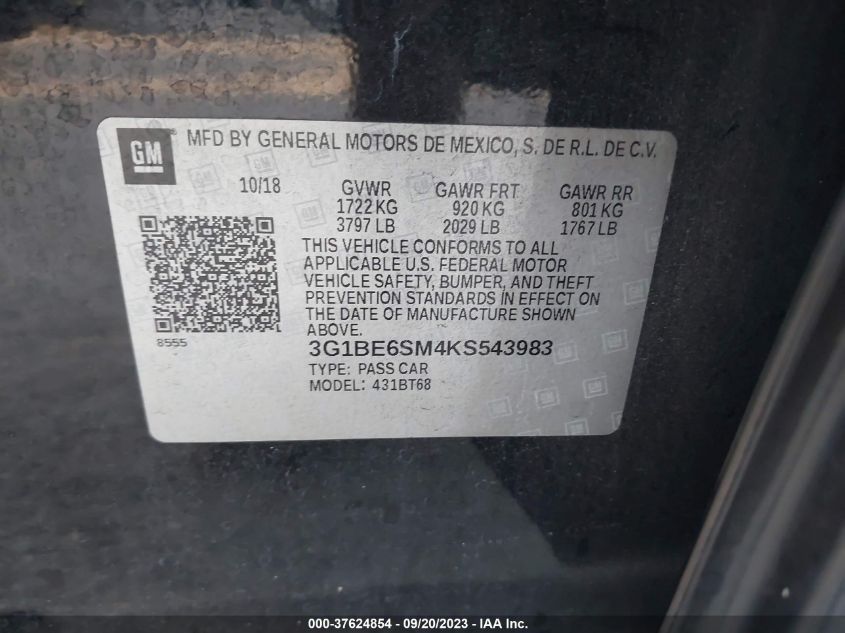 GM
MFD BY GENERAL MOTORS DE MEXICO, S. DE R.L. DE C.V.
10/18 GVWR GAWR FRT GAWR RR
1722 KG 920 KG 801 KG
3797 LB 2029 LB 1767 LB
THIS VEHICLE CONFORMS TO ALL
APPLICABLE U.S. FEDERAL MOTOR
VEHICLE SAFETY, BUMPER, AND THEFT
PREVENTION STANDARDS IN EFFECT ON
THE DATE OF MANUFACTURE SHOWN
ABOVE.
8555
3G1BE6SM4KS543983
TYPE: PASS CAR
MODEL: 431BT68
000-37624854 / 09/20/2023 - IAA Inc.